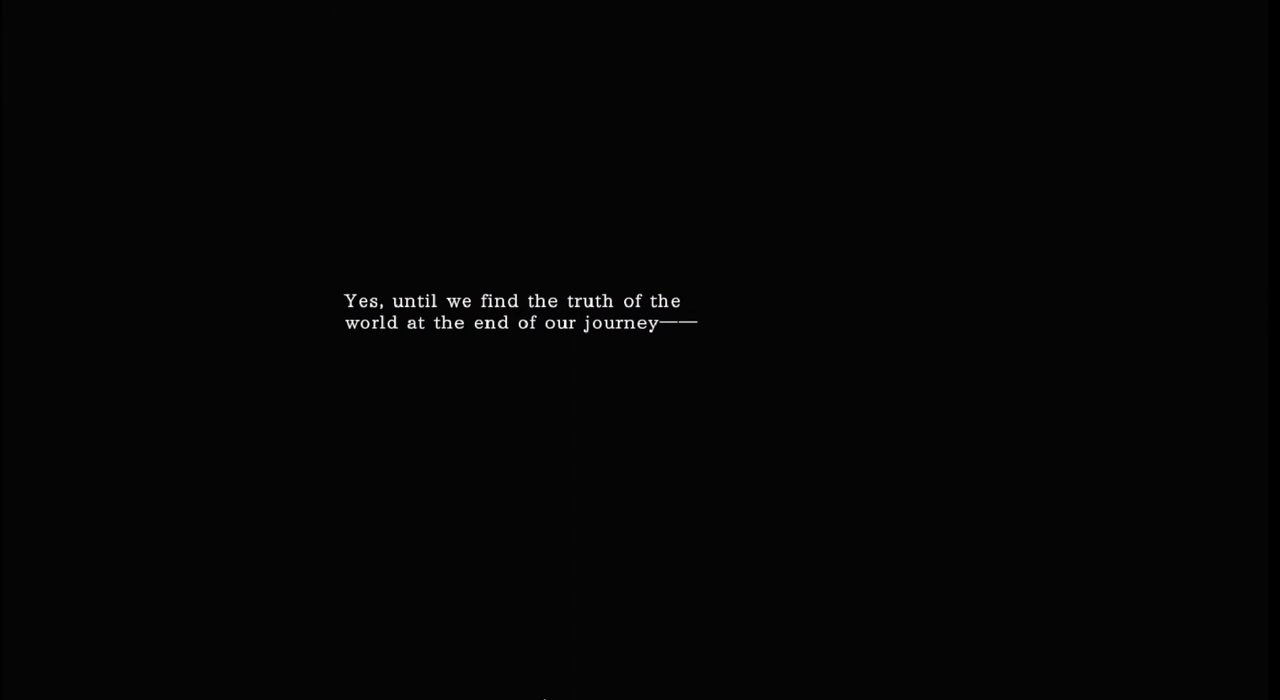 Yes, until we find the truth of the
world at the end of our journey――